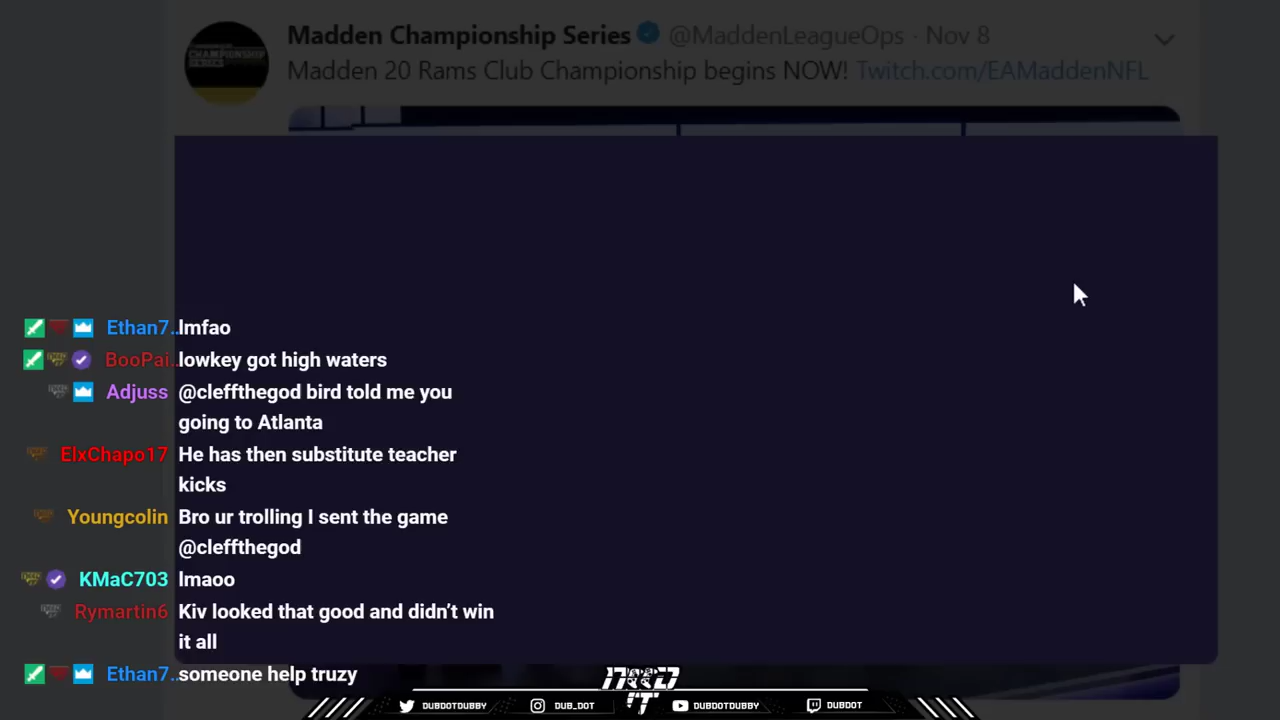 Madden Championship Series @MaddenLeagueOps · Nov 8
Madden 20 Rams Club Championship begins NOW! Twitch.com/EAMaddenNFL
CHAMPIONSHIP
SERIES
Ethan7.. lmfao
BooPai.. lowkey got high waters
Adjuss @cleffthegod bird told me you
going to Atlanta
ElxChapo17 He has then substitute teacher
kicks
Youngcolin Bro ur trolling I sent the game
@cleffthegod
KMaC703 lmaoo
Rymartin6 Kiv looked that good and didn't win
it all
Ethan7.. someone help truzy
DUBDOTDUBBY DUB_DOT DUBDOTDUBBY DUBDOT